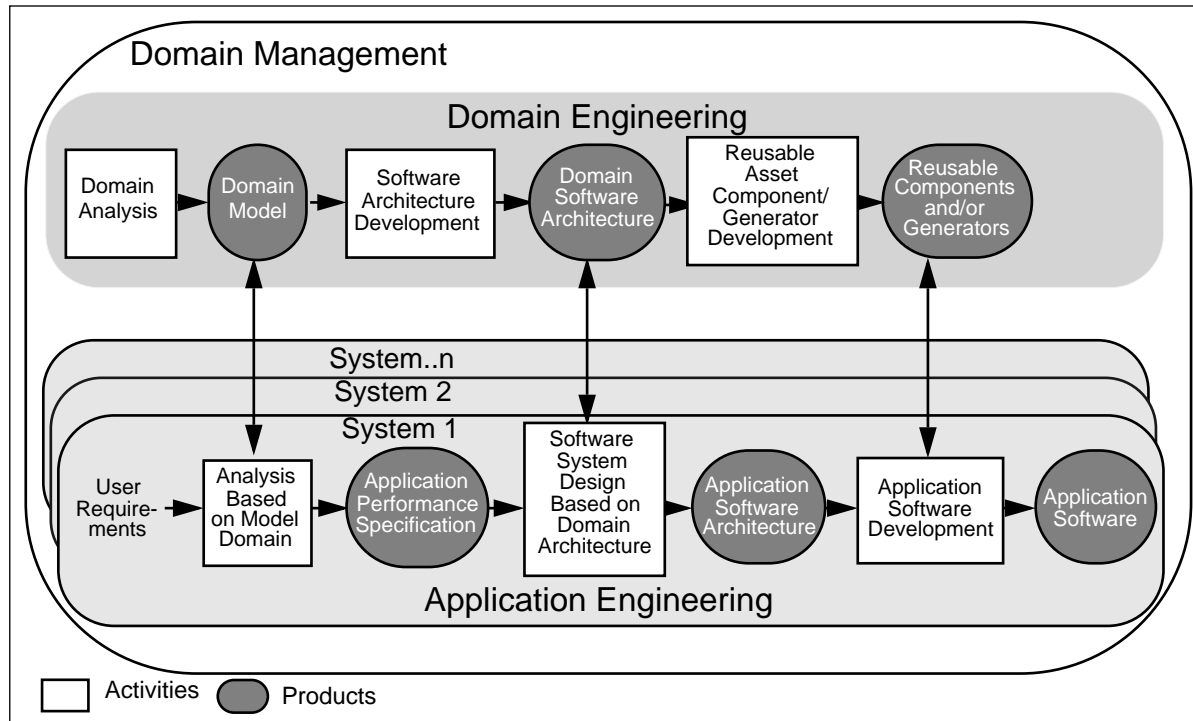 Domain Management
Domain Engineering
Domain
Analysis
Domain
Model
Software
Architecture
Development
Domain
Software
Architecture
Reusable
Asset
Component/
Generator
Development
Reusable
Components
and/or
Generators
System..n
System 2
System 1
User
Require-
ments
Analysis
Based
on Model
Domain
Application
Performance
Specification
Software
System
Design
Based on
Domain
Architecture
Application
Software
Architecture
Application
Software
Development
Application
Software
Application Engineering
Activities
Products